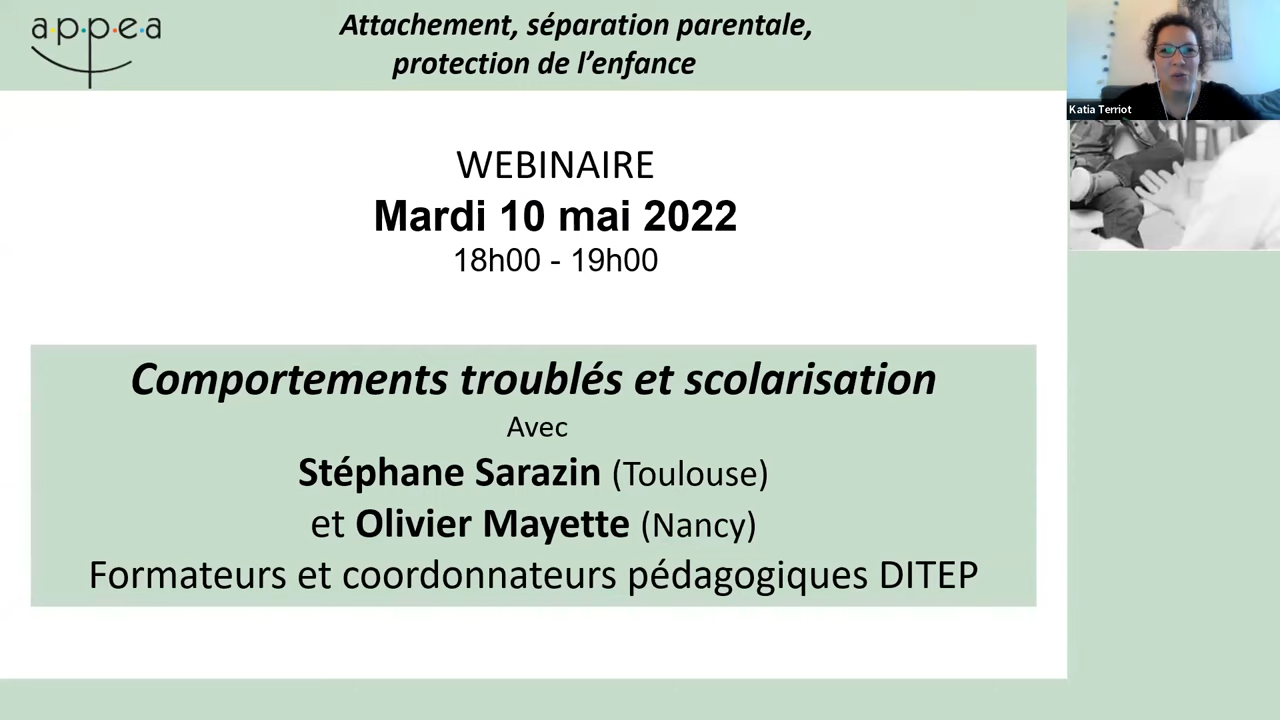 a.p.p.e.a
Attachement, séparation parentale,
protection de l'enfance
Katia Terriot
WEBINAIRE
Mardi 10 mai 2022
18h00 - 19h00
Comportements troublés et scolarisation
Avec
Stéphane Sarazin (Toulouse)
et Olivier Mayette (Nancy)
Formateurs et coordonnateurs pédagogiques DITEP